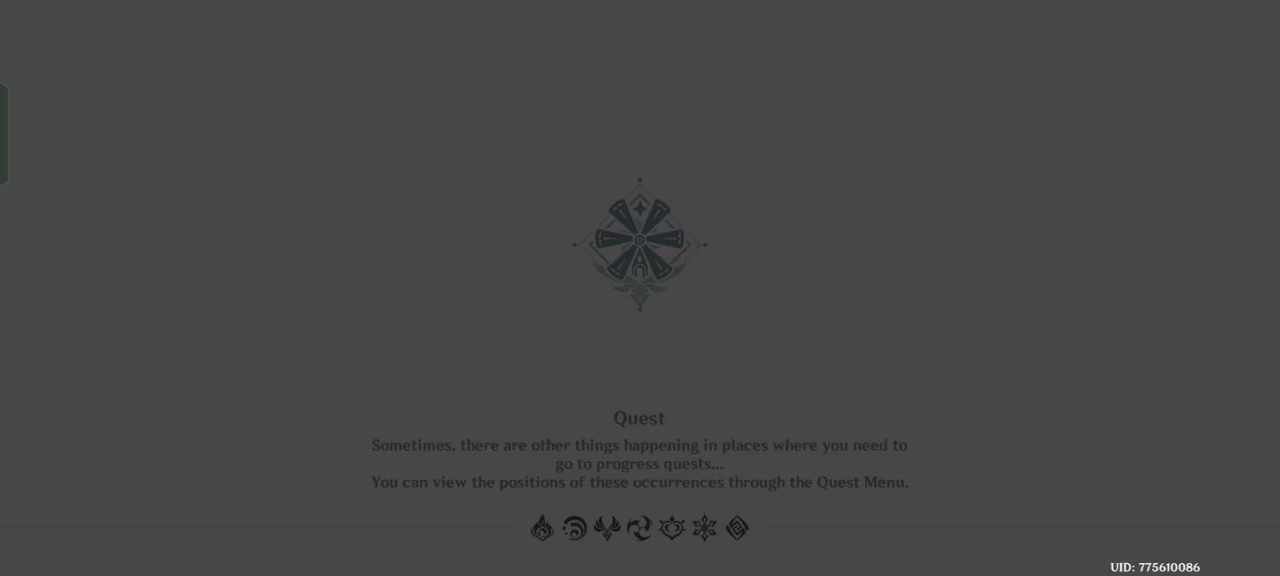 Quest
Sometimes, there are other things happening in places where you need to
go to progress quests...
You can view the positions of these occurrences through the Quest Menu.
UID: 775610086